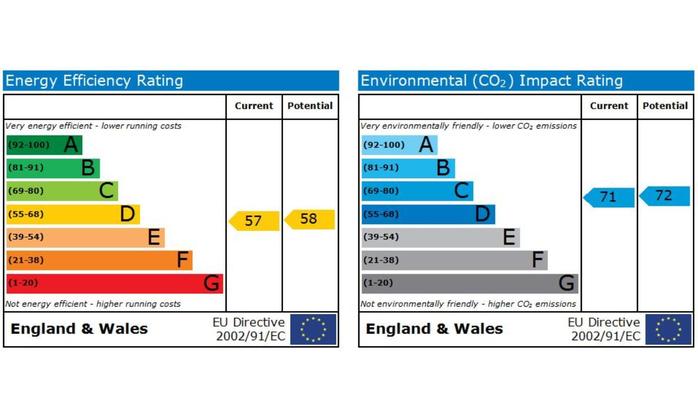 Energy Efficiency Rating
Current Potential
Very energy efficient - lower running costs
(92-100) A
(81-91) B
(69-80) C
(55-68) D
(39-54) E
(21-38) F
(1-20) G
57
58
Not energy efficient - higher running costs
England & Wales
EU Directive
2002/91/EC
Environmental (CO₂) Impact Rating
Current Potential
Very environmentally friendly - lower CO₂ emissions
(92-100) A
(81-91) B
(69-80) C
(55-68) D
(39-54) E
(21-38) F
(1-20) G
71
72
Not environmentally friendly - higher CO₂ emissions
England & Wales
EU Directive
2002/91/EC